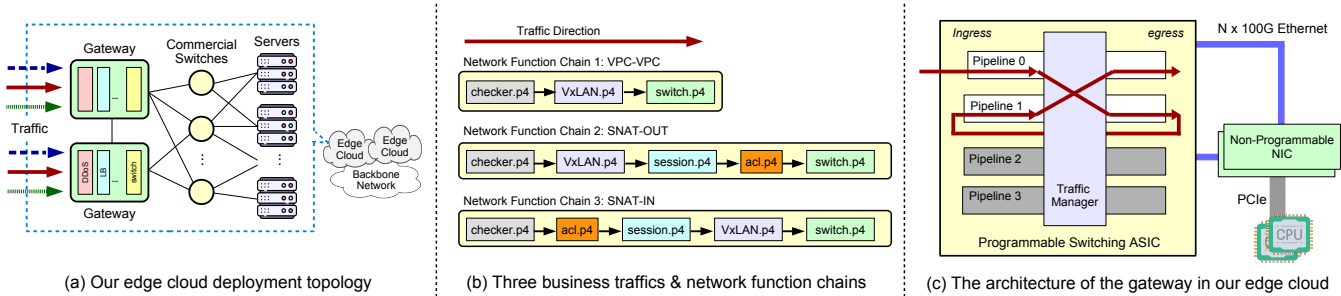 Gateway
Commercial
Switches
Servers
Traffic
DDoS
LB
...
switch
Gateway
...
Edge
Cloud
Edge
Cloud
Backbone
Network
(a) Our edge cloud deployment topology
Traffic Direction
Network Function Chain 1: VPC-VPC
checker.p4 VxLAN.p4 switch.p4
Network Function Chain 2: SNAT-OUT
checker.p4 VxLAN.p4 session.p4 acl.p4 switch.p4
Network Function Chain 3: SNAT-IN
checker.p4 acl.p4 session.p4 VxLAN.p4 switch.p4
(b) Three business traffics & network function chains
Ingress egress
Pipeline 0
Pipeline 1
Pipeline 2
Pipeline 3
Traffic
Manager
Programmable Switching ASIC
N x 100G Ethernet
Non-Programmable
NIC
PCIe
CPU
(c) The architecture of the gateway in our edge cloud